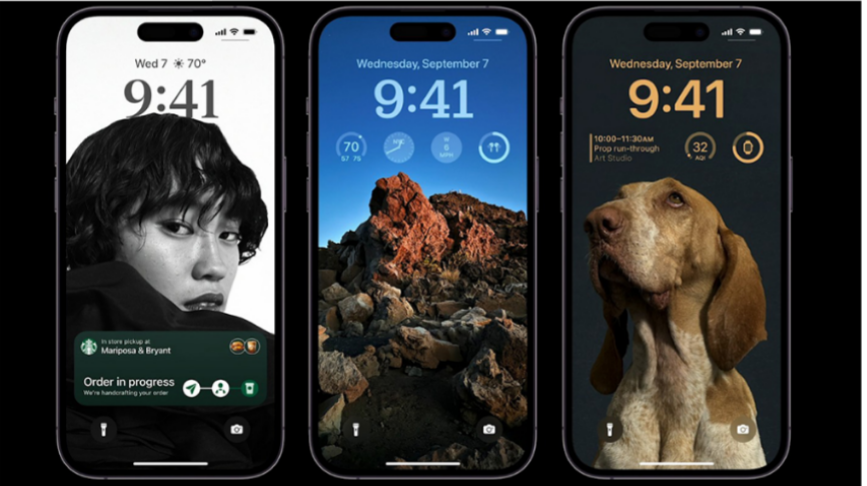 Wed 7 70°
9:41
In store pickup at
Mariposa & Bryant
Order in progress
We're handcrafting your order
Wednesday, September 7
9:41
70
57 75
NYC
W
6
MPH
Wednesday, September 7
9:41
10:00–11:30AM
Prop run-through
Art Studio
32
AQI